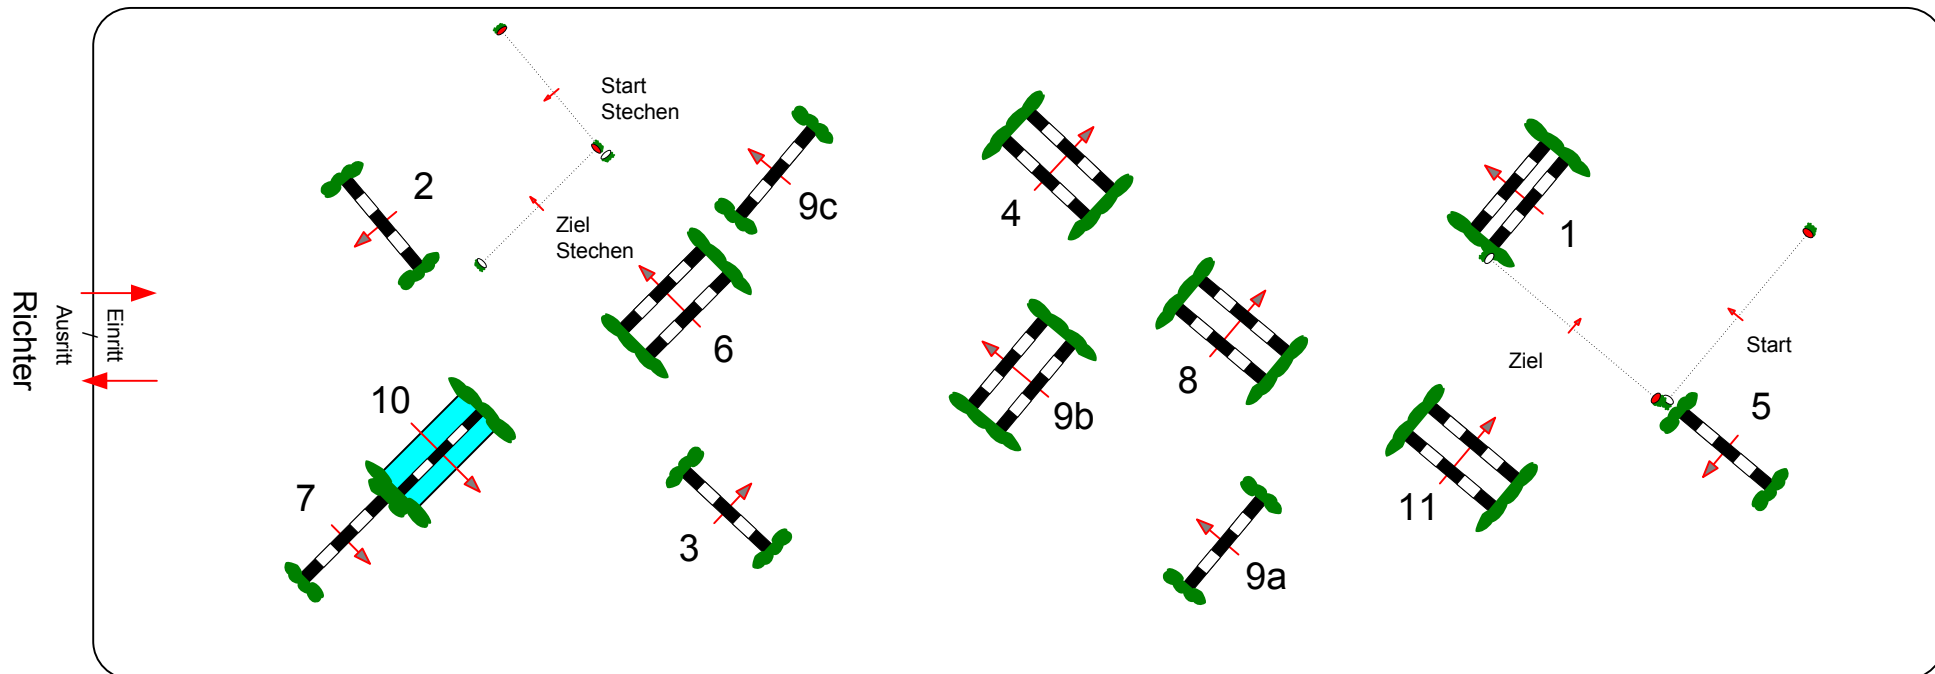 Start
Stechen
2
9c
4
1
Ziel
Stechen
Richter
Ausritt / Einritt
6
8
Ziel
Start
10
9b
5
7
3
11
9a